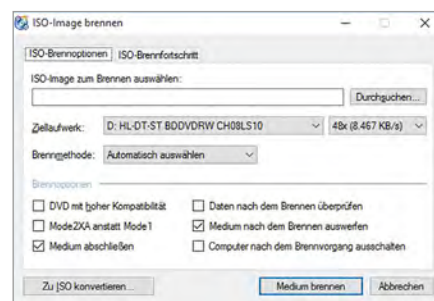 ISO-Image brennen
ISO-Brennoptionen ISO-Brennfortschritt
ISO-Image zum Brennen auswählen:
Durchsuchen...
Ziellaufwerk: D: HL-DT-ST BDDVDRW CH08LS10 48x (8.467 KB/s)
Brennmethode: Automatisch auswählen
Brennoptionen
DVD mit hoher Kompatibilität Daten nach dem Brennen überprüfen
Mode2XA anstatt Mode1 Medium nach dem Brennen auswerfen
Medium abschließen Computer nach dem Brennvorgang ausschalten
Zu ISO konvertieren... Medium brennen Abbrechen